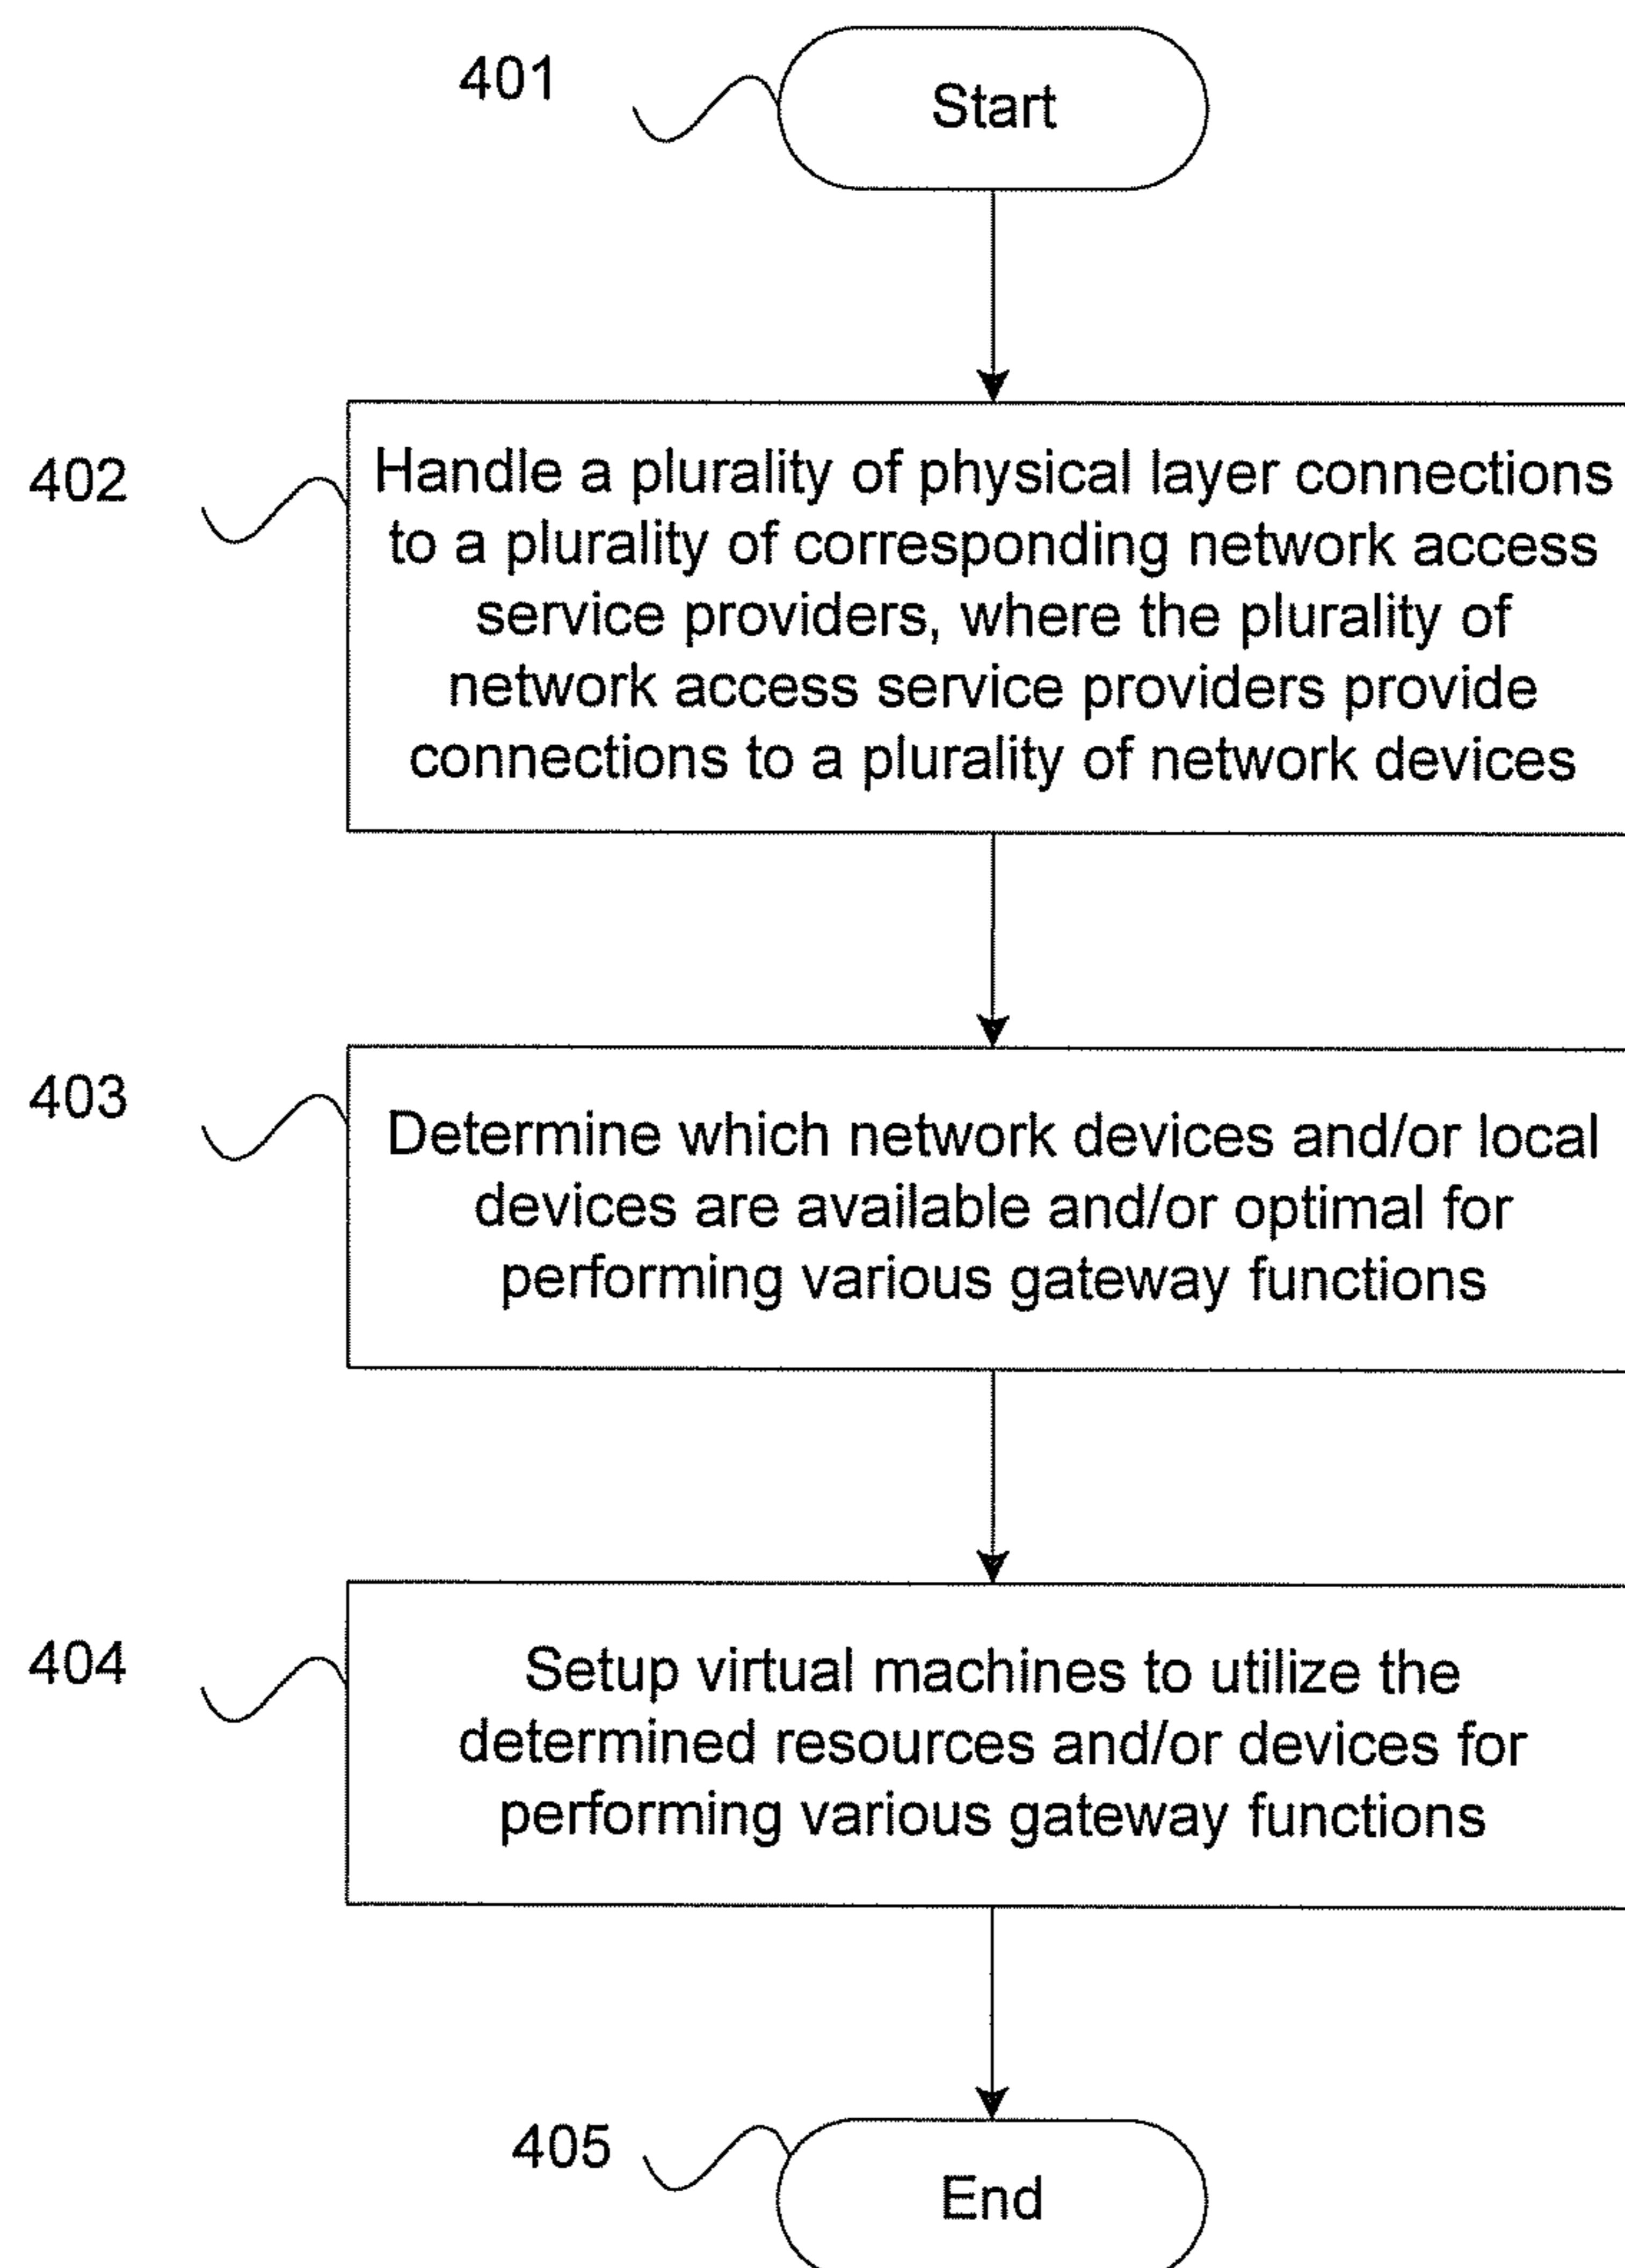 401
Start
402
Handle a plurality of physical layer connections
to a plurality of corresponding network access
service providers, where the plurality of
network access service providers provide
connections to a plurality of network devices
403
Determine which network devices and/or local
devices are available and/or optimal for
performing various gateway functions
404
Setup virtual machines to utilize the
determined resources and/or devices for
performing various gateway functions
405
End